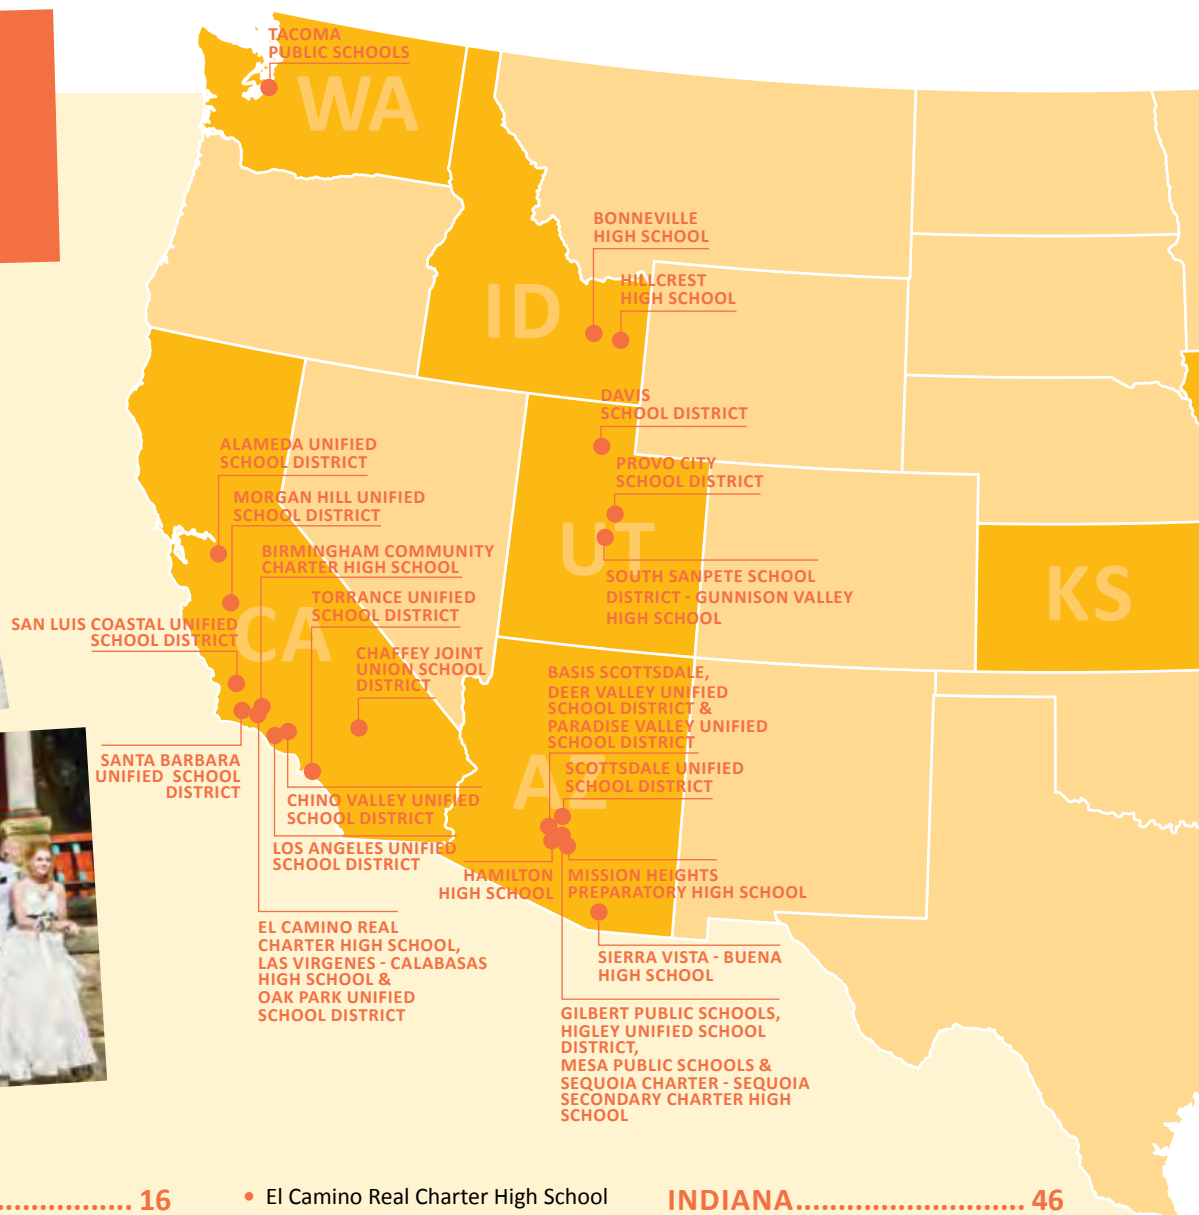 TACOMA
PUBLIC SCHOOLS
WA
BONNEVILLE
HIGH SCHOOL
ID
HILLCREST
HIGH SCHOOL
DAVIS
SCHOOL DISTRICT
ALAMEDA UNIFIED
SCHOOL DISTRICT
PROVO CITY
SCHOOL DISTRICT
MORGAN HILL UNIFIED
SCHOOL DISTRICT
UT
BIRMINGHAM COMMUNITY
CHARTER HIGH SCHOOL
SOUTH SANPETE SCHOOL
DISTRICT - GUNNISON VALLEY
HIGH SCHOOL
KS
TORRANCE UNIFIED
SCHOOL DISTRICT
SAN LUIS COASTAL UNIFIED
SCHOOL DISTRICT
CA
CHAFFEY JOINT
UNION SCHOOL
DISTRICT
BASIS SCOTTSDALE,
DEER VALLEY UNIFIED
SCHOOL DISTRICT &
PARADISE VALLEY UNIFIED
SCHOOL DISTRICT
SANTA BARBARA
UNIFIED SCHOOL
DISTRICT
AZ
SCOTTSDALE UNIFIED
SCHOOL DISTRICT
CHINO VALLEY UNIFIED
SCHOOL DISTRICT
LOS ANGELES UNIFIED
SCHOOL DISTRICT
HAMILTON
HIGH SCHOOL
MISSION HEIGHTS
PREPARATORY HIGH SCHOOL
EL CAMINO REAL
CHARTER HIGH SCHOOL,
LAS VIRGENES - CALABASAS
HIGH SCHOOL &
OAK PARK UNIFIED
SCHOOL DISTRICT
SIERRA VISTA - BUENA
HIGH SCHOOL
GILBERT PUBLIC SCHOOLS,
HIGLEY UNIFIED SCHOOL
DISTRICT,
MESA PUBLIC SCHOOLS &
SEQUOIA CHARTER - SEQUOIA
SECONDARY CHARTER HIGH
SCHOOL
................ 16
• El Camino Real Charter High School
INDIANA........................... 46